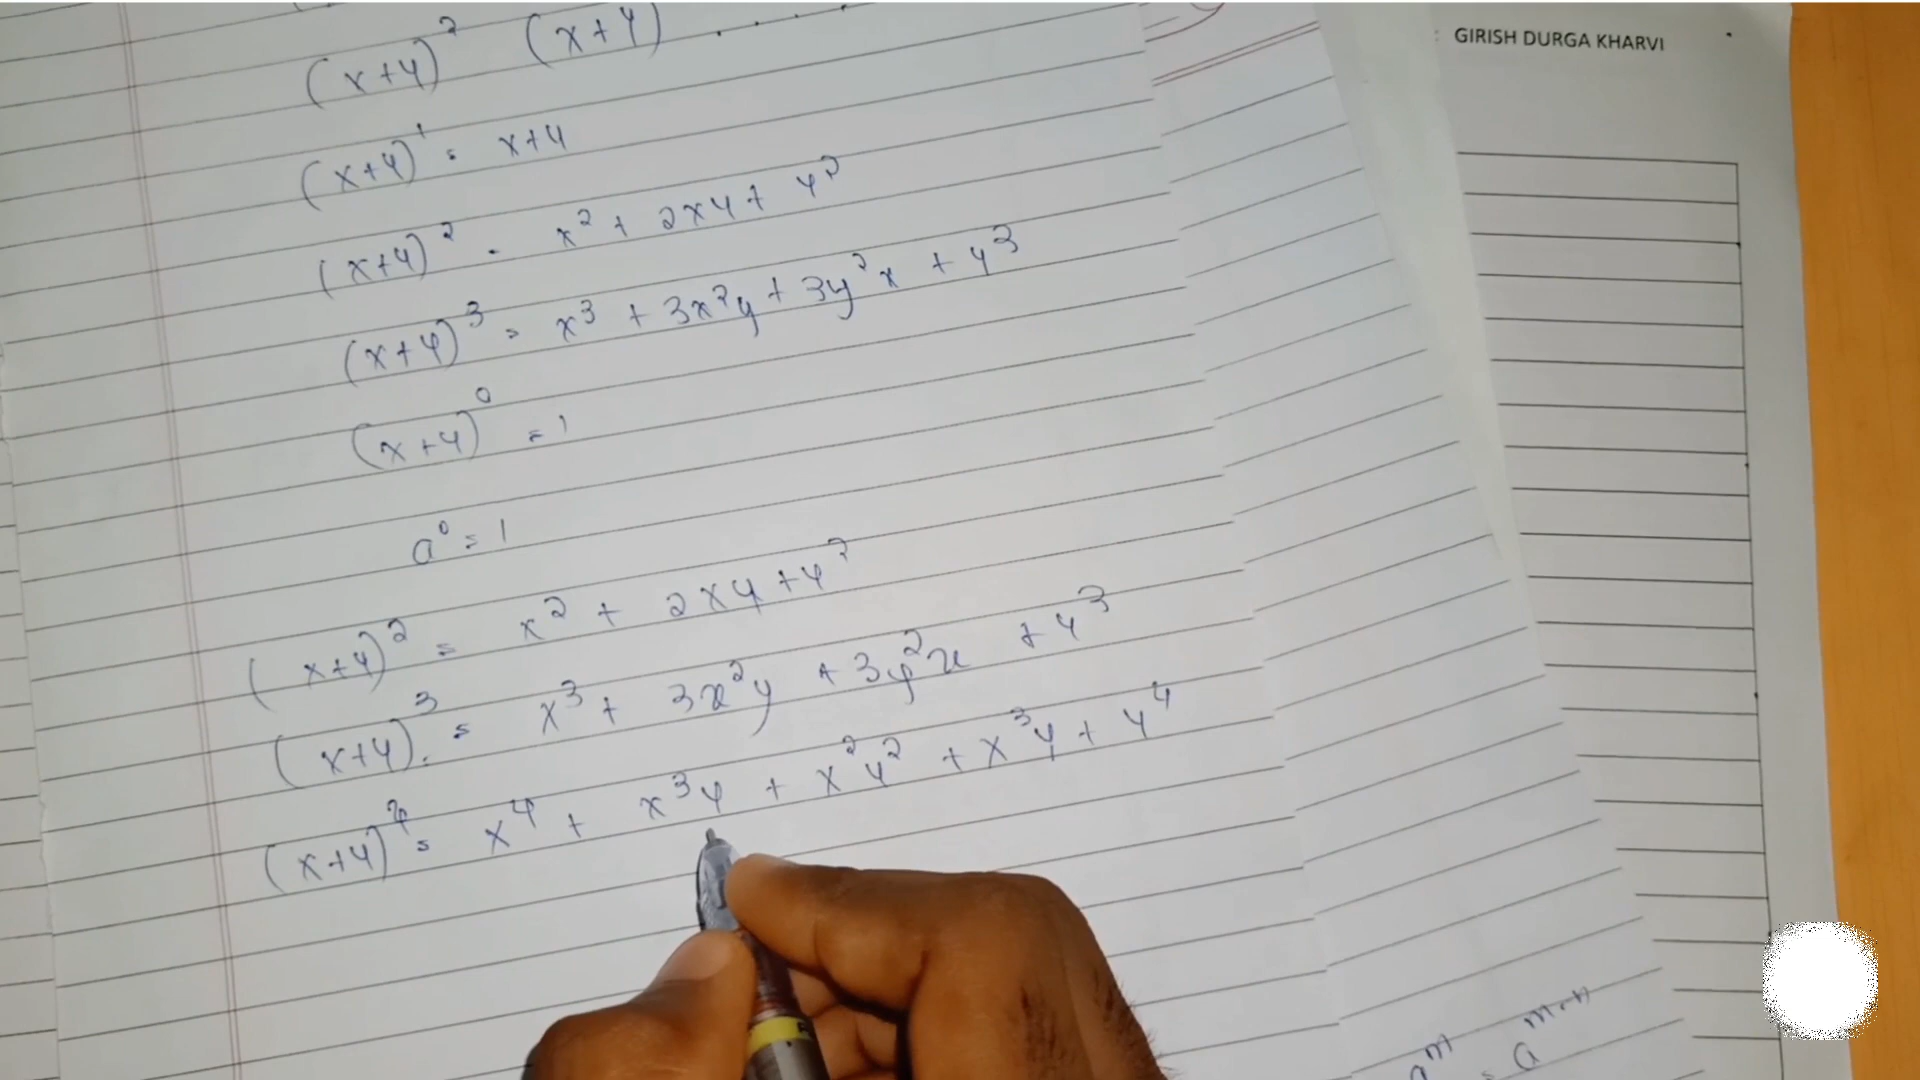 (x+y)² (x+y) ....
GIRISH DURGA KHARVI
(x+y)¹ = x+y
(x+y)² = x² + 2xy + y²
(x+y)³ = x³ + 3x²y + 3y²x + y³
(x+y)⁰ = 1
a⁰ = 1
(x+y)² = x² + 2xy + y²
(x+y)³ = x³ + 3x²y + 3y²x + y³
(x+y)⁴ = x⁴ + x³y + x²y² + x³y + y⁴